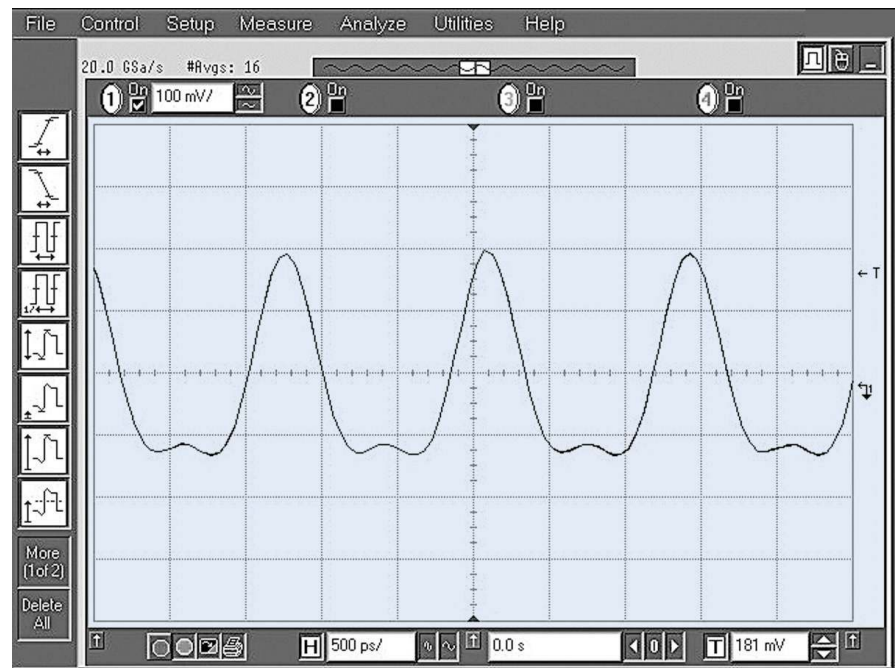 File Control Setup Measure Analyze Utilities Help
20.0 GSa/s #Avgs: 16
1 On 100 mV/ 2 On 3 On 4 On
← T
1/
More
(1of 2)
Delete
All
H 500 ps/ 0.0 s 0 T 181 mV